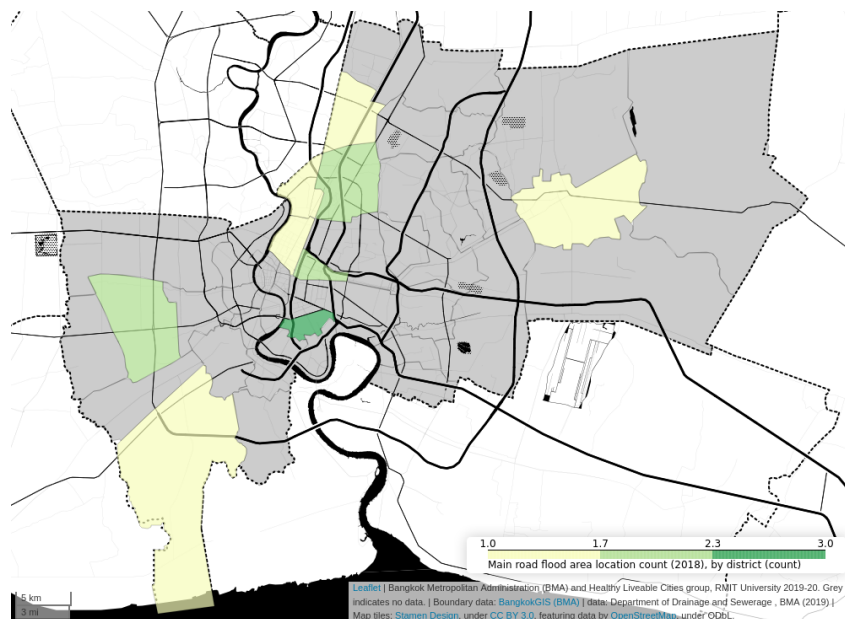 1.0 1.7 2.3 3.0
Main road flood area location count (2018), by district (count)
5 km
3 mi
Leaflet | Bangkok Metropolitan Administration (BMA) and Healthy Liveable Cities group, RMIT University 2019-20. Grey
indicates no data. | Boundary data: BangkokGIS (BMA) | data: Department of Drainage and Sewerage , BMA (2019) |
Map tiles: Stamen Design, under CC BY 3.0, featuring data by OpenStreetMap, under ODbL.